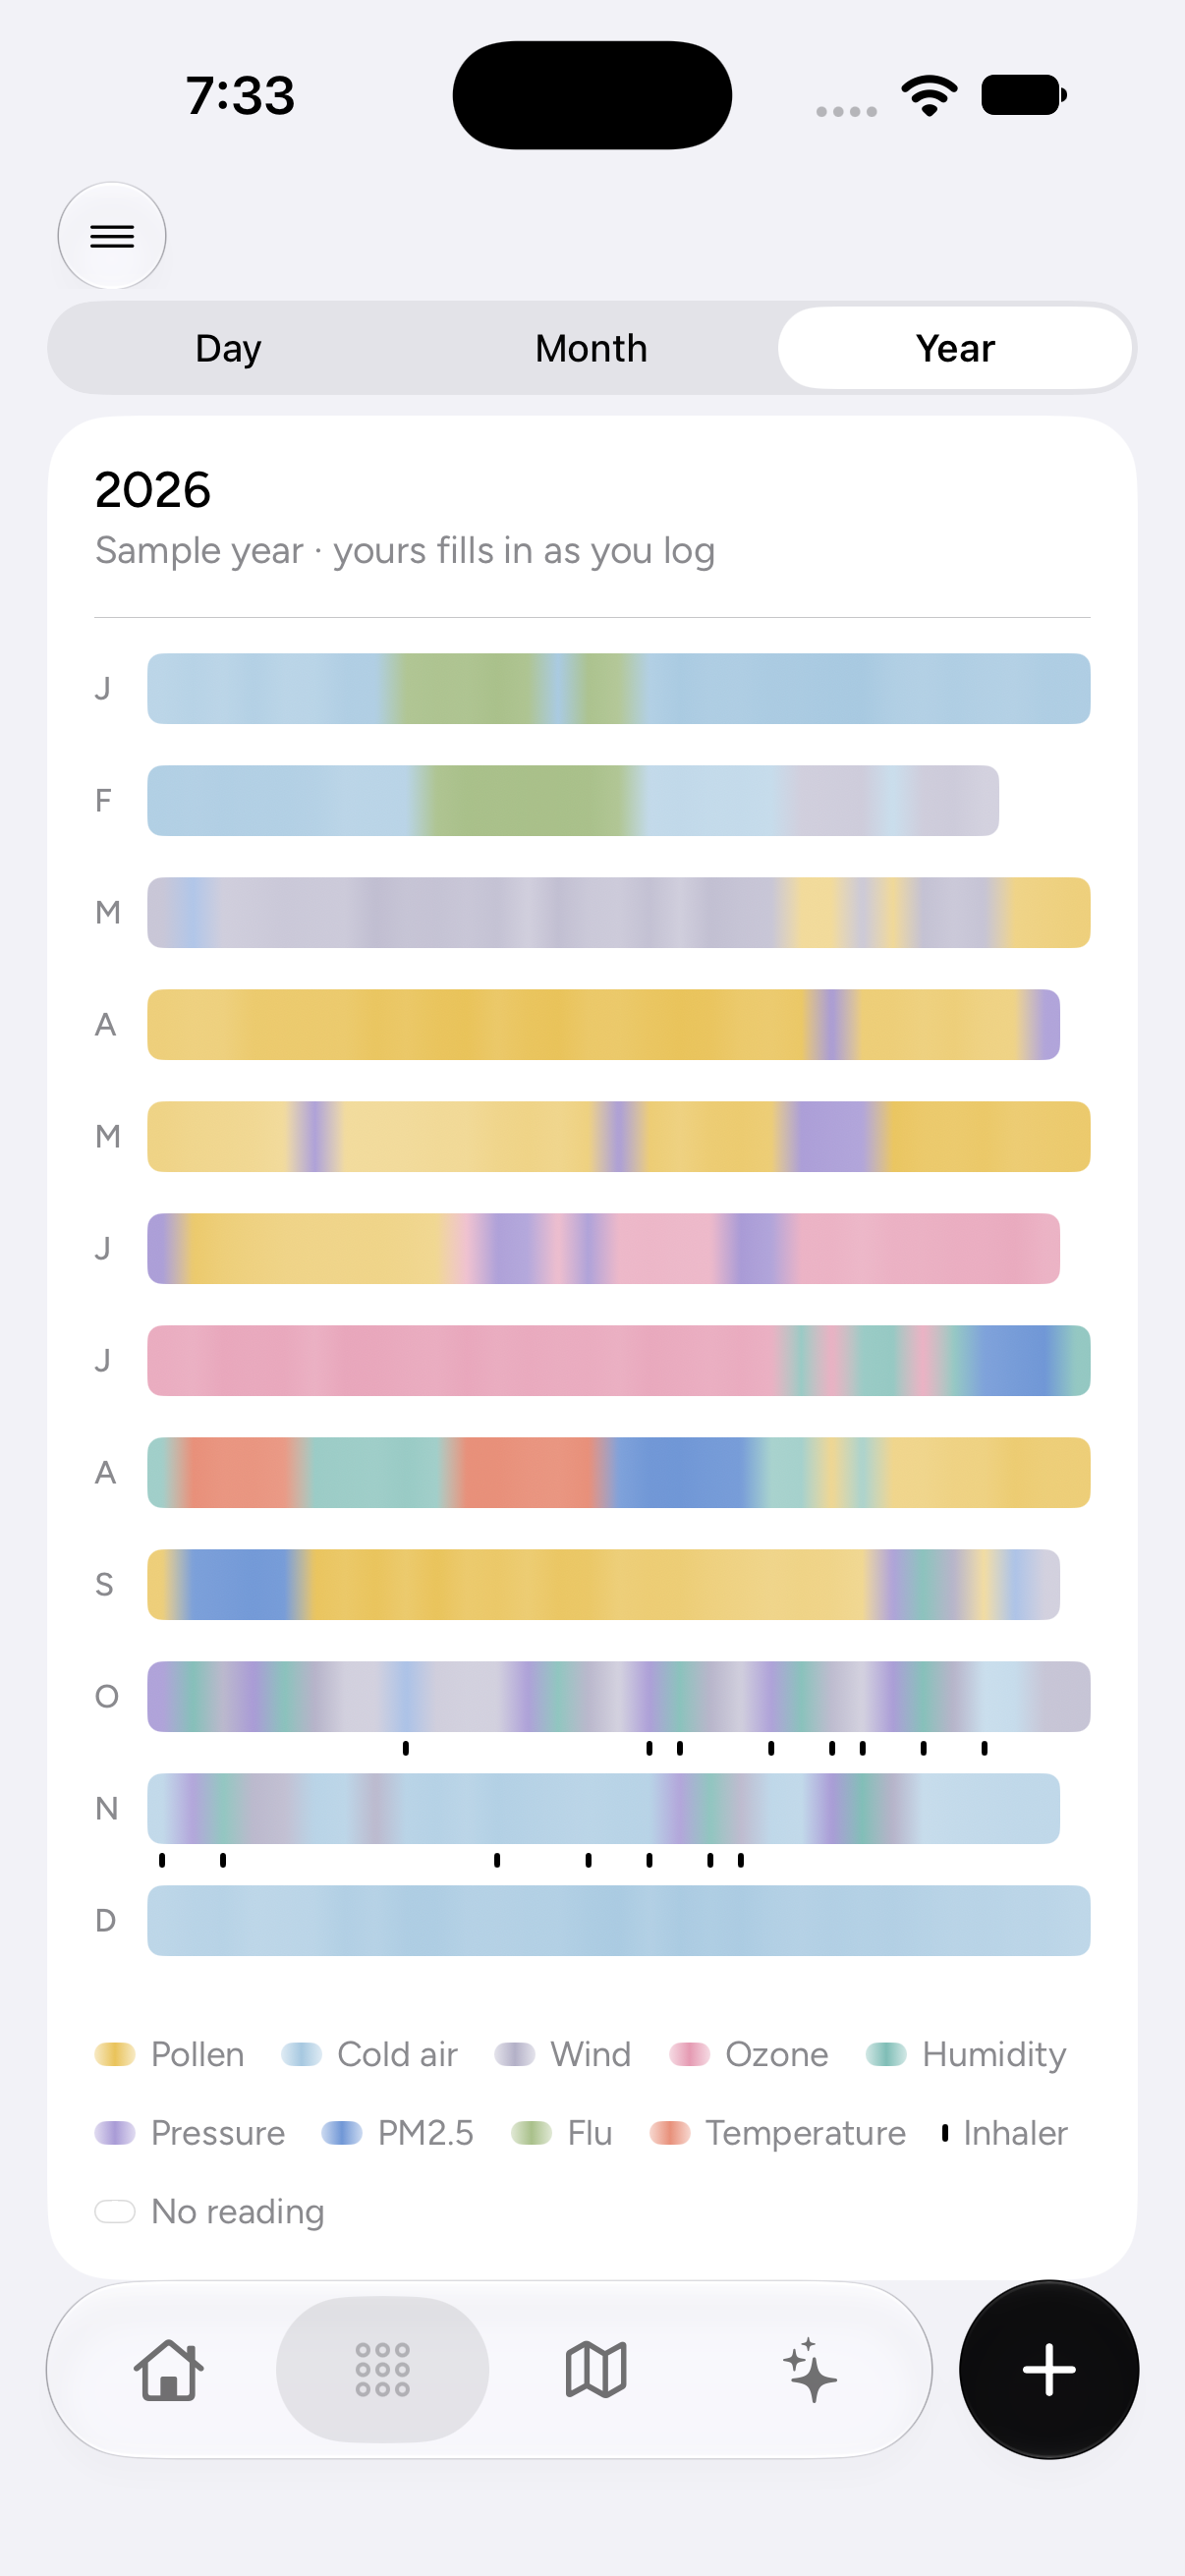 7:33
Day Month Year
2026
Sample year · yours fills in as you log
J
F
M
A
M
J
J
A
S
O
N
D
Pollen Cold air Wind Ozone Humidity
Pressure PM2.5 Flu Temperature Inhaler
No reading